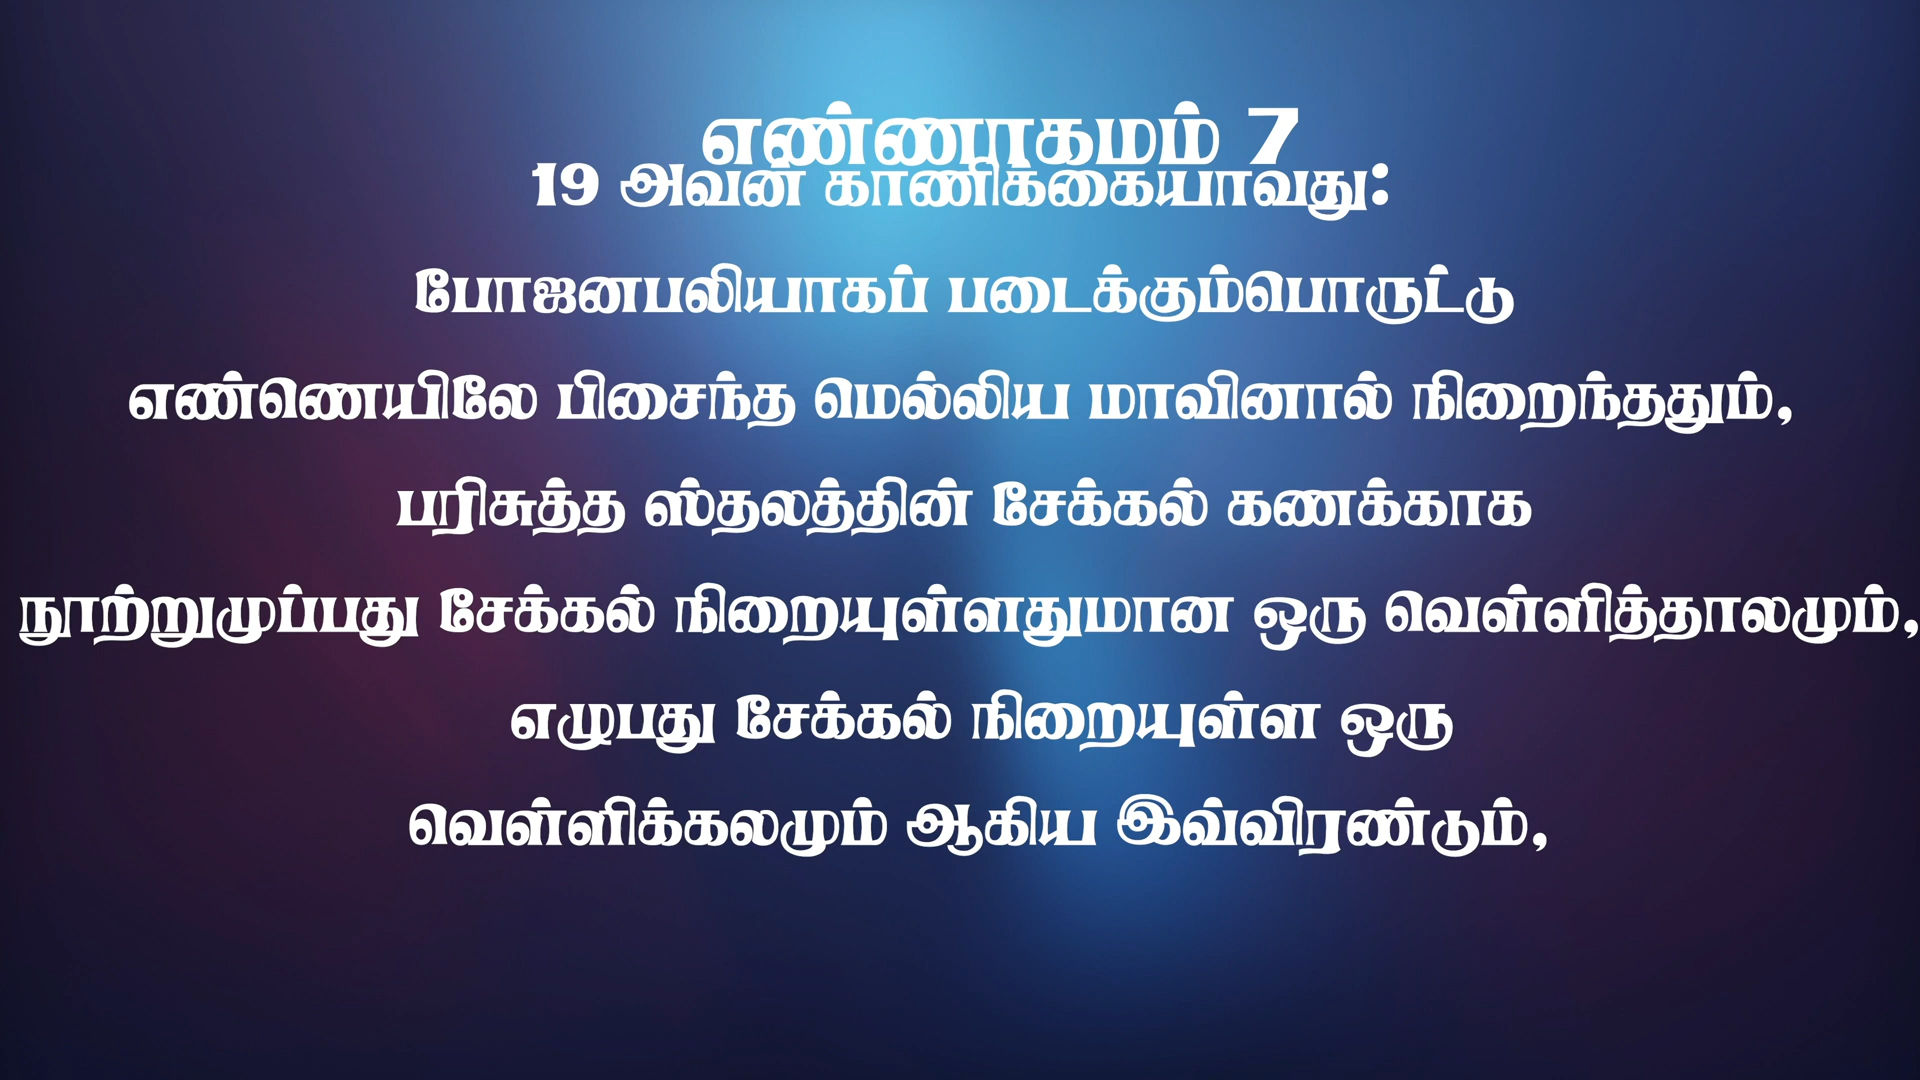 எண்ணாகமம் 7
19 அவன் காணிக்கையாவது:
போஜனபலியாகப் படைக்கும்பொருட்டு
எண்ணெயிலே பிசைந்த மெல்லிய மாவினால் நிறைந்ததும்,
பரிசுத்த ஸ்தலத்தின் சேக்கல் கணக்காக
நூற்றுமுப்பது சேக்கல் நிறையுள்ளதுமான ஒரு வெள்ளித்தாலமும்,
எழுபது சேக்கல் நிறையுள்ள ஒரு
வெள்ளிக்கலமும் ஆகிய இவ்விரண்டும்,